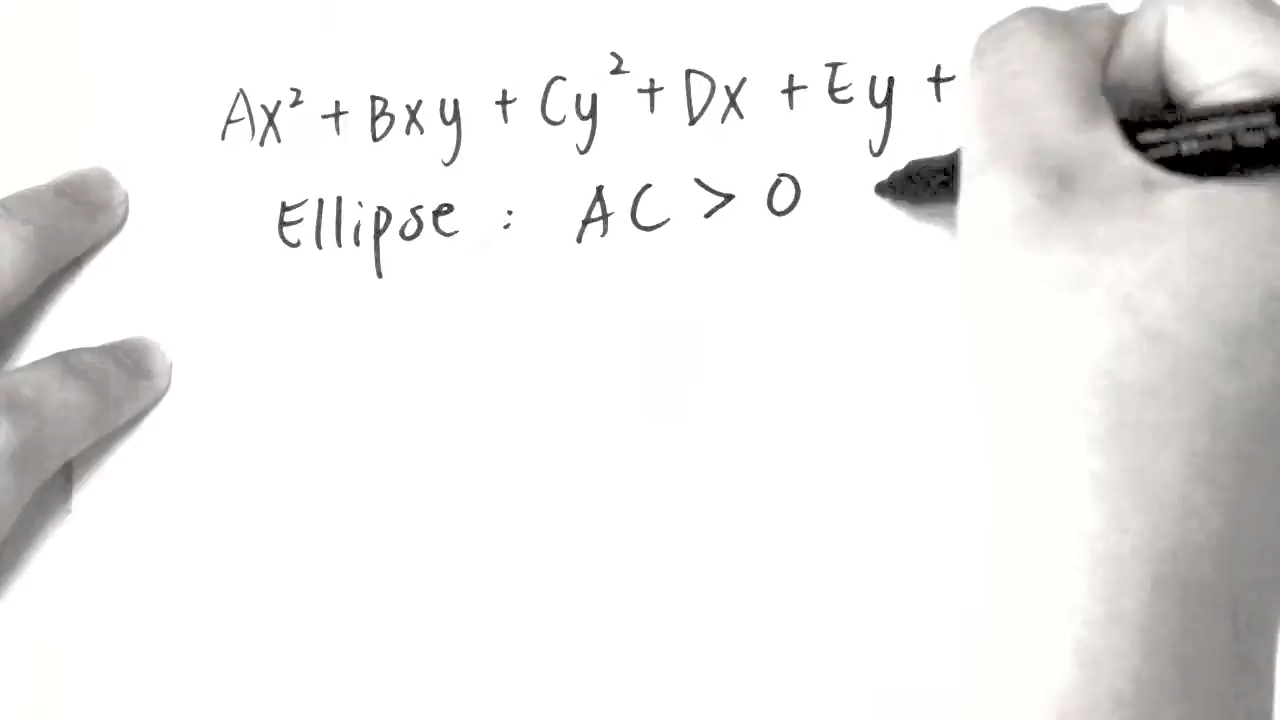 Ax² + Bxy + Cy² + Dx + Ey +
Ellipse : AC > 0